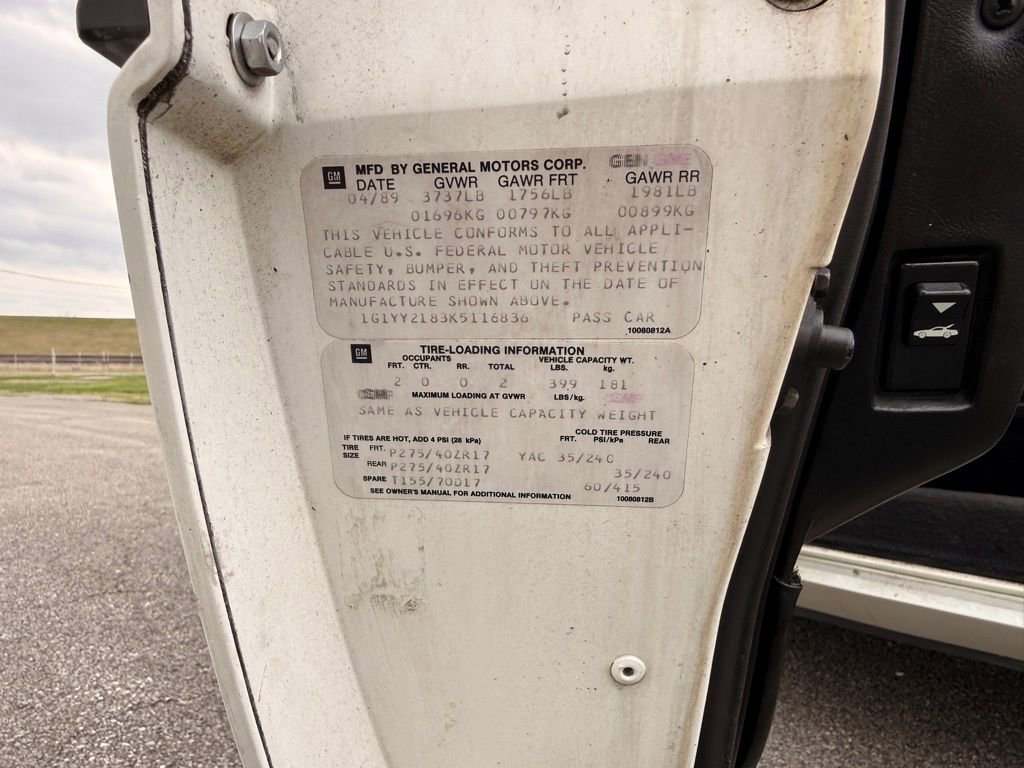 GM MFD BY GENERAL MOTORS CORP.
DATE GVWR GAWR FRT GAWR RR
04/89 3737LB 1756LB 1981LB
01696KG 00797KG 00899KG
THIS VEHICLE CONFORMS TO ALL APPLI-
CABLE U.S. FEDERAL MOTOR VEHICLE
SAFETY, BUMPER, AND THEFT PREVENTION
STANDARDS IN EFFECT ON THE DATE OF
MANUFACTURE SHOWN ABOVE.
1G1YY2183K5116836 PASS CAR
10080812A
GM TIRE-LOADING INFORMATION
OCCUPANTS VEHICLE CAPACITY WT.
FRT. CTR. RR. TOTAL LBS. kg.
2 0 0 2 399 181
MAXIMUM LOADING AT GVWR LBS/kg.
SAME AS VEHICLE CAPACITY WEIGHT
COLD TIRE PRESSURE
IF TIRES ARE HOT, ADD 4 PSI (28 kPa) FRT. PSI/kPa REAR
TIRE SIZE FRT. P275/40ZR17 YAC 35/240
REAR P275/40ZR17 35/240
SPARE T155/70D17 60/415
SEE OWNER'S MANUAL FOR ADDITIONAL INFORMATION 10080812B